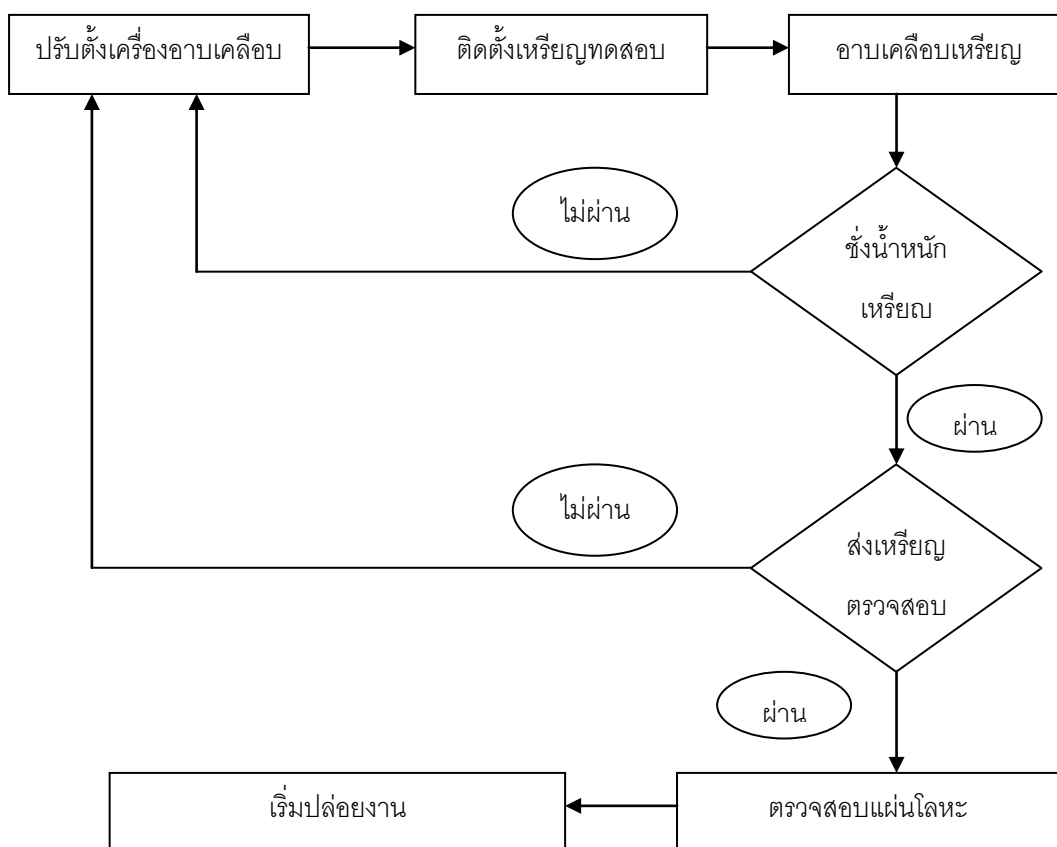 ปรับตั้งเครื่องอาบเคลือบ
ติดตั้งเหรียญทดสอบ
อาบเคลือบเหรียญ
ไม่ผ่าน
ชั่งน้ำหนัก
เหรียญ
ผ่าน
ไม่ผ่าน
ส่งเหรียญ
ตรวจสอบ
ผ่าน
เริ่มปล่อยงาน
ตรวจสอบแผ่นโลหะ